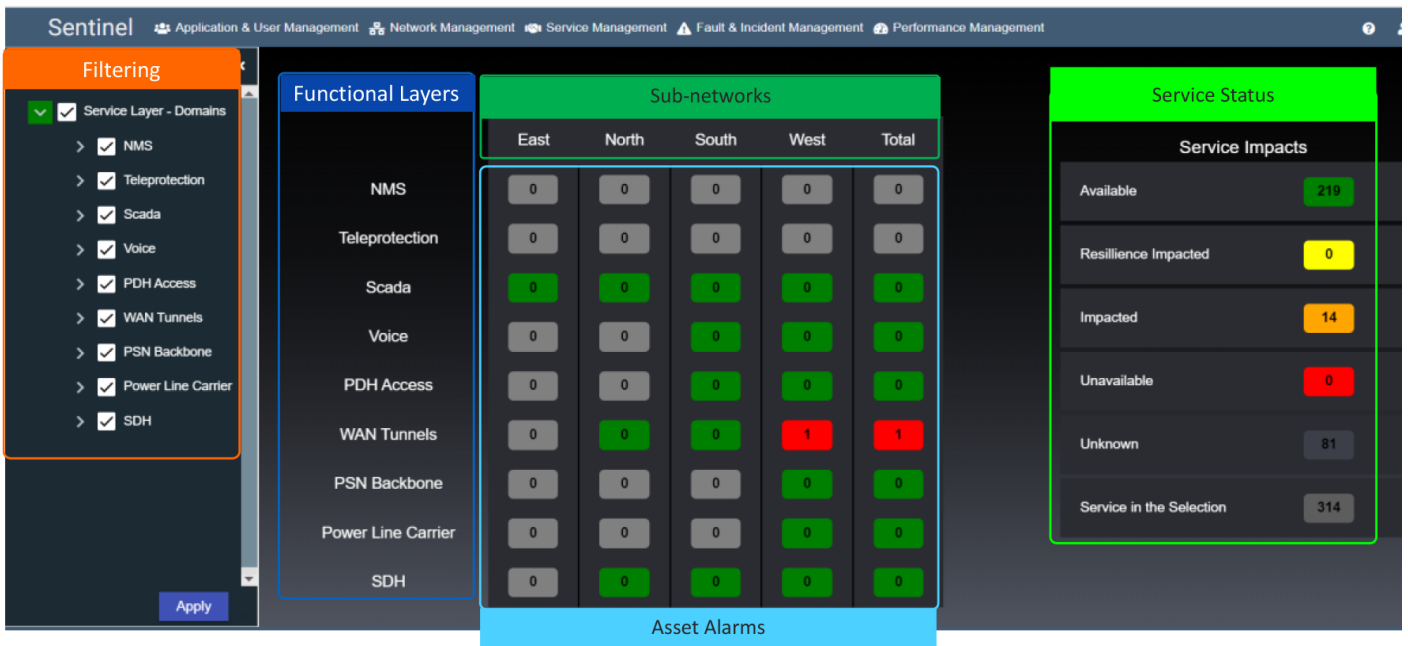 Sentinel Application & User Management Network Management Service Management Fault & Incident Management Performance Management
Filtering
Service Layer - Domains
NMS
Teleprotection
Scada
Voice
PDH Access
WAN Tunnels
PSN Backbone
Power Line Carrier
SDH
Apply
Functional Layers
Sub-networks
East North South West Total
NMS 0 0 0 0 0
Teleprotection 0 0 0 0 0
Scada 0 0 0 0 0
Voice 0 0 0 0 0
PDH Access 0 0 0 0 0
WAN Tunnels 0 0 0 1 1
PSN Backbone 0 0 0 0 0
Power Line Carrier 0 0 0 0 0
SDH 0 0 0 0 0
Asset Alarms
Service Status
Service Impacts
Available 219
Resillience Impacted 0
Impacted 14
Unavailable 0
Unknown 81
Service in the Selection 314